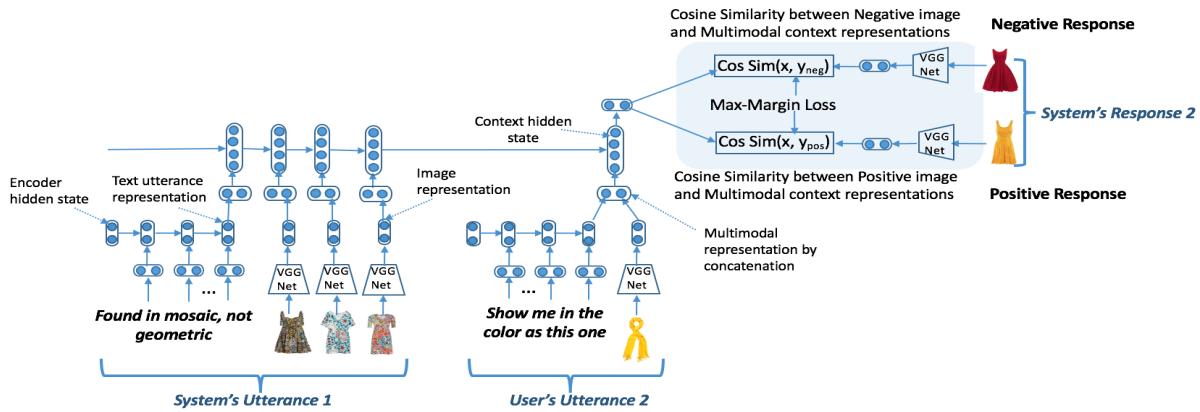 Cosine Similarity between Negative image
and Multimodal context representations
Negative Response
Cos Sim(x, yneg)
VGG
Net
Max-Margin Loss
System's Response 2
Context hidden
state
Cos Sim(x, ypos)
VGG
Net
Cosine Similarity between Positive image
and Multimodal context representations
Positive Response
Encoder
hidden state
Text utterance
representation
Image
representation
Multimodal
representation by
concatenation
...
VGG
Net
VGG
Net
VGG
Net
...
VGG
Net
Found in mosaic, not
geometric
Show me in the
color as this one
System's Utterance 1
User's Utterance 2